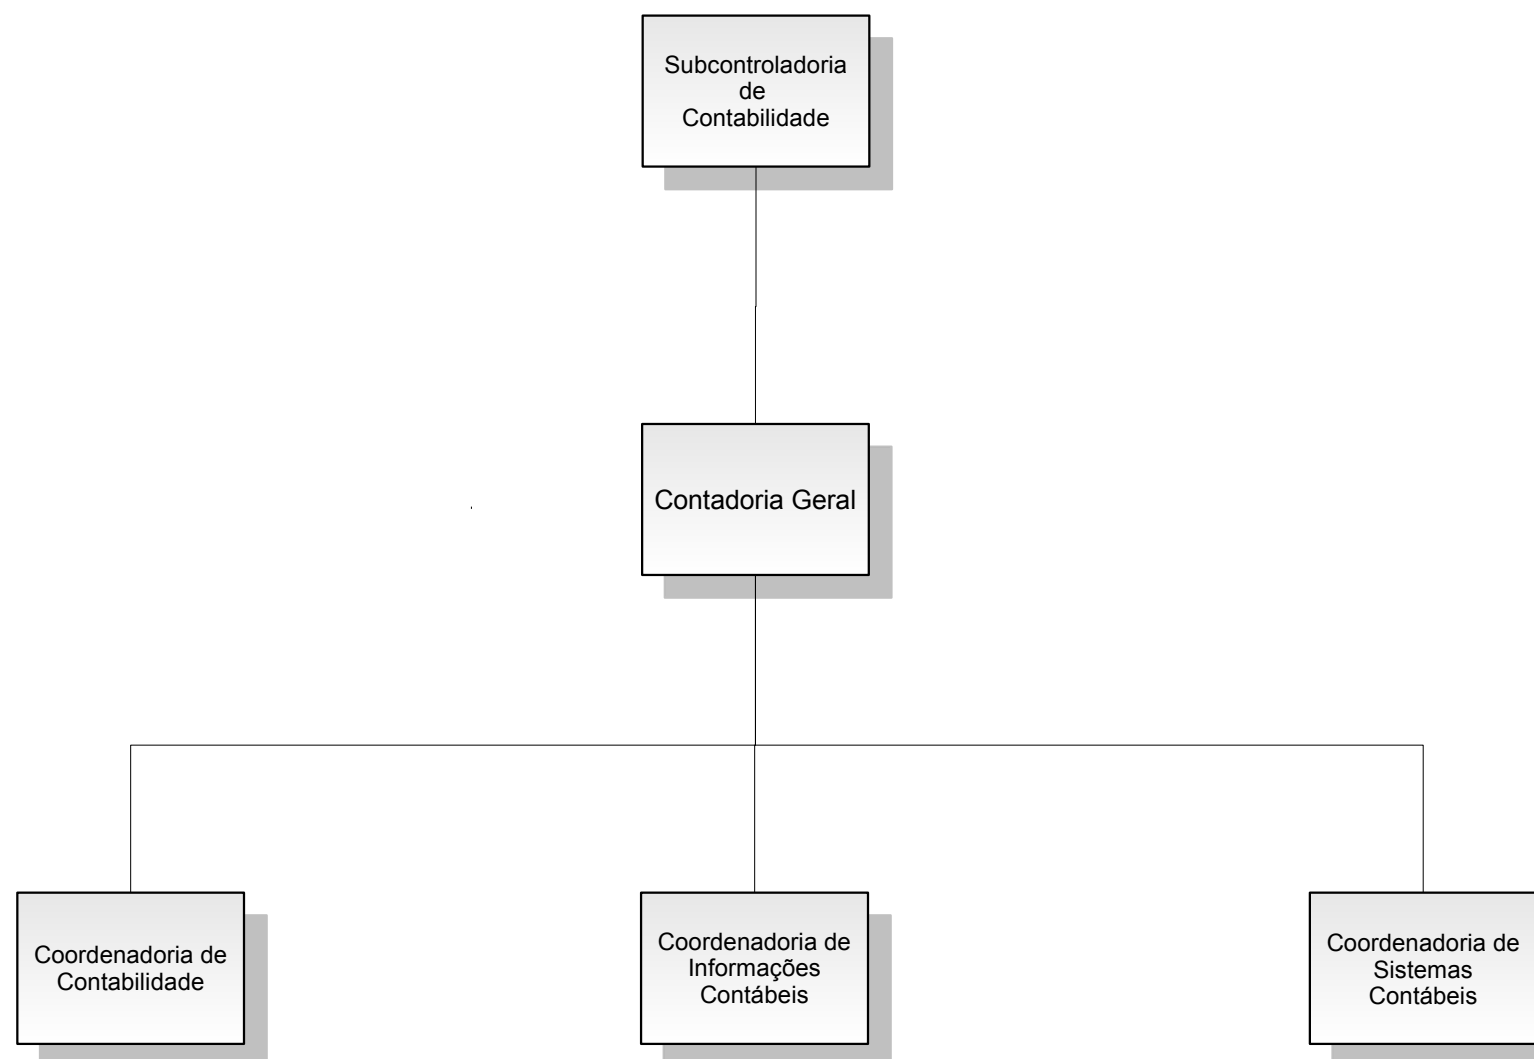 Subcontroladoria
de
Contabilidade
Contadoria Geral
Coordenadoria de
Contabilidade
Coordenadoria de
Informações
Contábeis
Coordenadoria de
Sistemas
Contábeis